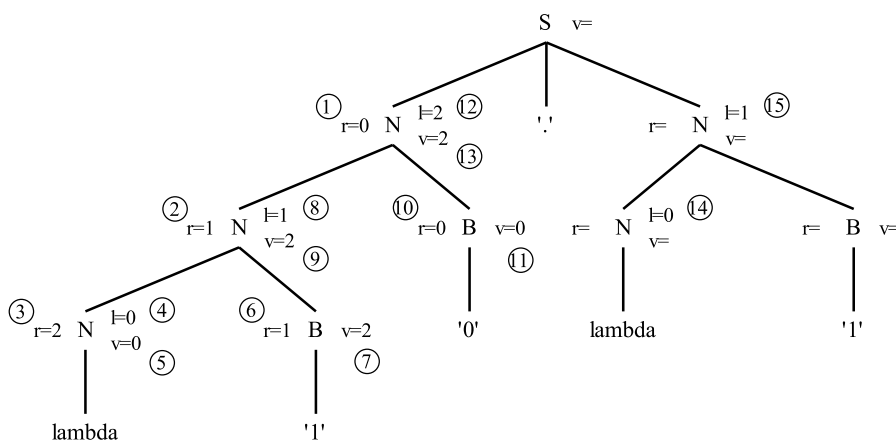 S v=
① r=0 N l=2 ⑫ '.' r= N l=1 ⑮
v=2 v=
⑬
② r=1 N l=1 ⑧ ⑩ r=0 B v=0 r= N l=0 ⑭ r= B v=
v=2 v=
⑨ ⑪
③ r=2 N l=0 ④ ⑥ r=1 B v=2 '0' lambda '1'
v=0
⑤ ⑦
lambda '1'